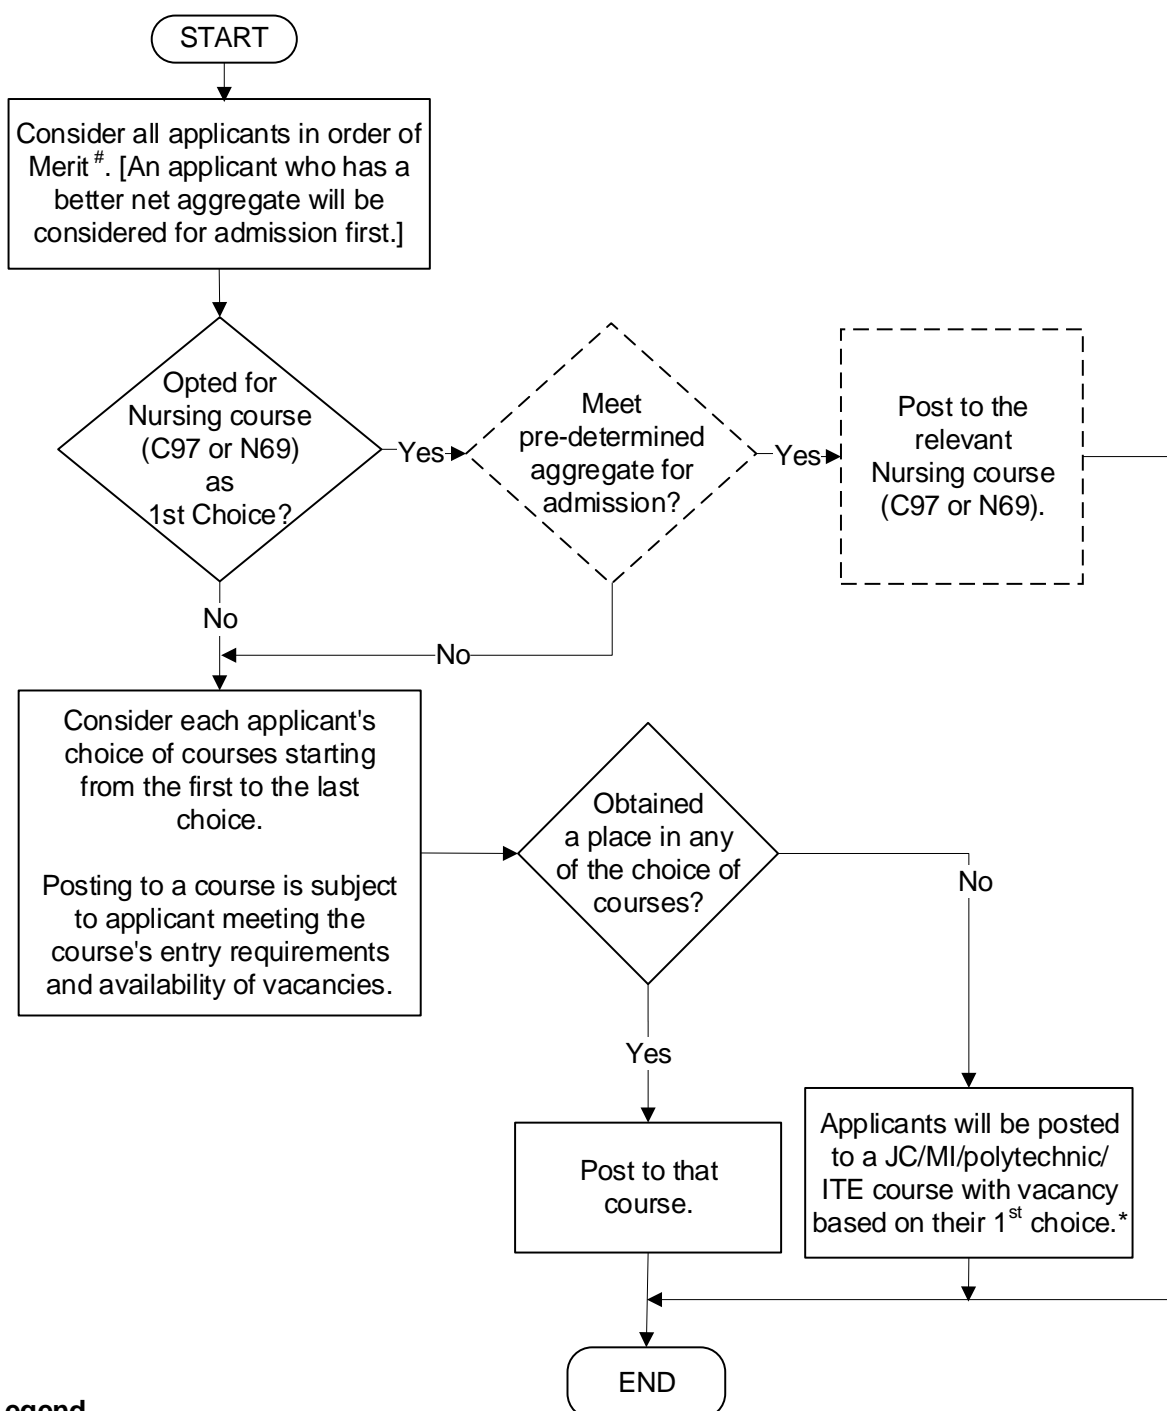 START
Consider all applicants in order of
Merit #. [An applicant who has a
better net aggregate will be
considered for admission first.]
Opted for
Nursing course
(C97 or N69)
as
1st Choice?
Yes
Meet
pre-determined
aggregate for
admission?
Yes
Post to the
relevant
Nursing course
(C97 or N69).
No
No
Consider each applicant's
choice of courses starting
from the first to the last
choice.
Posting to a course is subject
to applicant meeting the
course's entry requirements
and availability of vacancies.
Obtained
a place in any
of the choice of
courses?
No
Yes
Post to that
course.
Applicants will be posted
to a JC/MI/polytechnic/
ITE course with vacancy
based on their 1st choice.*
END